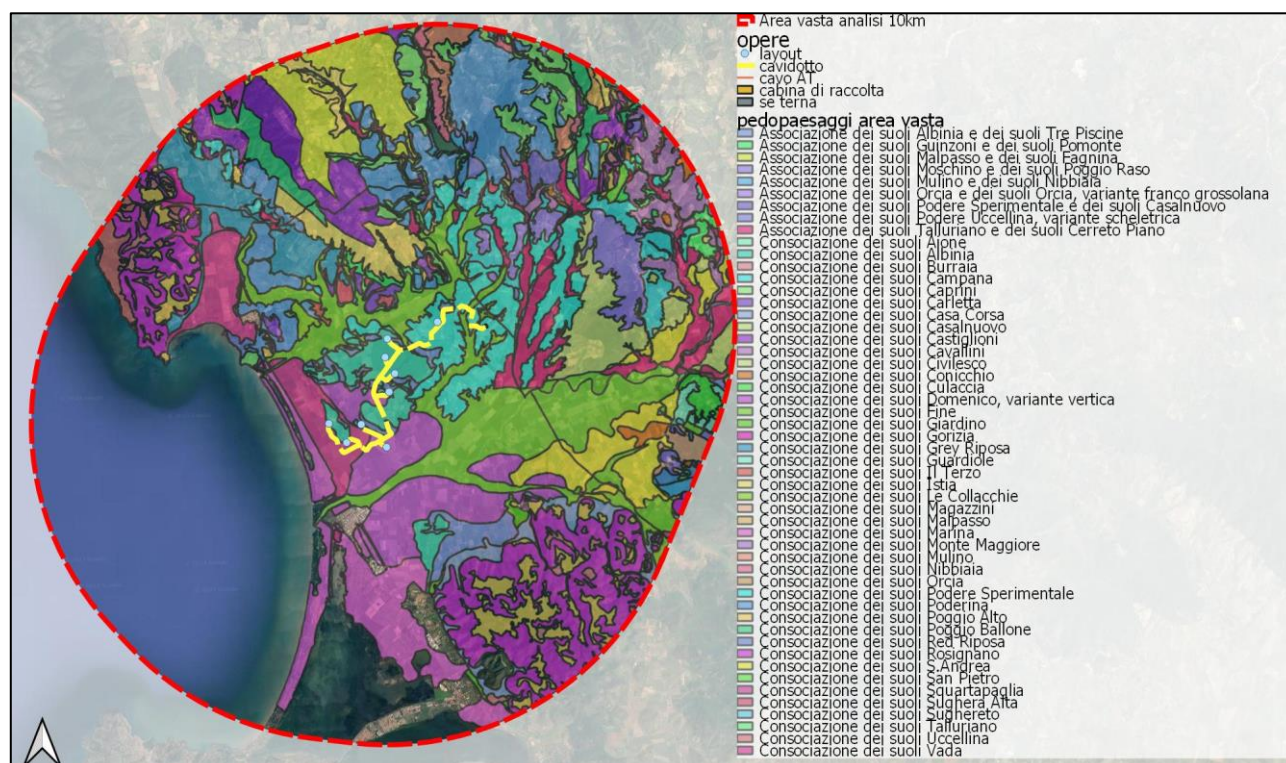 Area vasta analisi 10km
opere
layout
cavidotto
cavo AT
cabina di raccolta
se terna
pedopaesaggi area vasta
Associazione dei suoli Albinia e dei suoli Tre Piscine
Associazione dei suoli Guinzoni e dei suoli Pomonte
Associazione dei suoli Malpasso e dei suoli Fagnina
Associazione dei suoli Moschino e dei suoli Poggio Raso
Associazione dei suoli Mulino e dei suoli Nibbiaia
Associazione dei suoli Orcia e dei suoli Orcia, variante franco grossolana
Associazione dei suoli Podere Sperimentale e dei suoli Casalnuovo
Associazione dei suoli Podere Uccellina, variante scheletrica
Associazione dei suoli Talluriano e dei suoli Cerreto Piano
Consociazione dei suoli Aione
Consociazione dei suoli Albinia
Consociazione dei suoli Burraia
Consociazione dei suoli Campana
Consociazione dei suoli Caprini
Consociazione dei suoli Carletta
Consociazione dei suoli Casa Corsa
Consociazione dei suoli Casalnuovo
Consociazione dei suoli Castiglioni
Consociazione dei suoli Cavallini
Consociazione dei suoli Civilesco
Consociazione dei suoli Conicchio
Consociazione dei suoli Culaccia
Consociazione dei suoli Domenico, variante vertica
Consociazione dei suoli Fine
Consociazione dei suoli Giardino
Consociazione dei suoli Gorizia
Consociazione dei suoli Grey Riposa
Consociazione dei suoli Guardiole
Consociazione dei suoli Il Terzo
Consociazione dei suoli Istia
Consociazione dei suoli Le Collacchie
Consociazione dei suoli Magazzini
Consociazione dei suoli Malpasso
Consociazione dei suoli Marina
Consociazione dei suoli Monte Maggiore
Consociazione dei suoli Mulino
Consociazione dei suoli Nibbiaia
Consociazione dei suoli Orcia
Consociazione dei suoli Podere Sperimentale
Consociazione dei suoli Poderina
Consociazione dei suoli Poggio Alto
Consociazione dei suoli Poggio Ballone
Consociazione dei suoli Red Riposa
Consociazione dei suoli Rosignano
Consociazione dei suoli S.Andrea
Consociazione dei suoli San Pietro
Consociazione dei suoli Squartapaglia
Consociazione dei suoli Sughera Alta
Consociazione dei suoli Sughereto
Consociazione dei suoli Talluriano
Consociazione dei suoli Uccellina
Consociazione dei suoli Vada